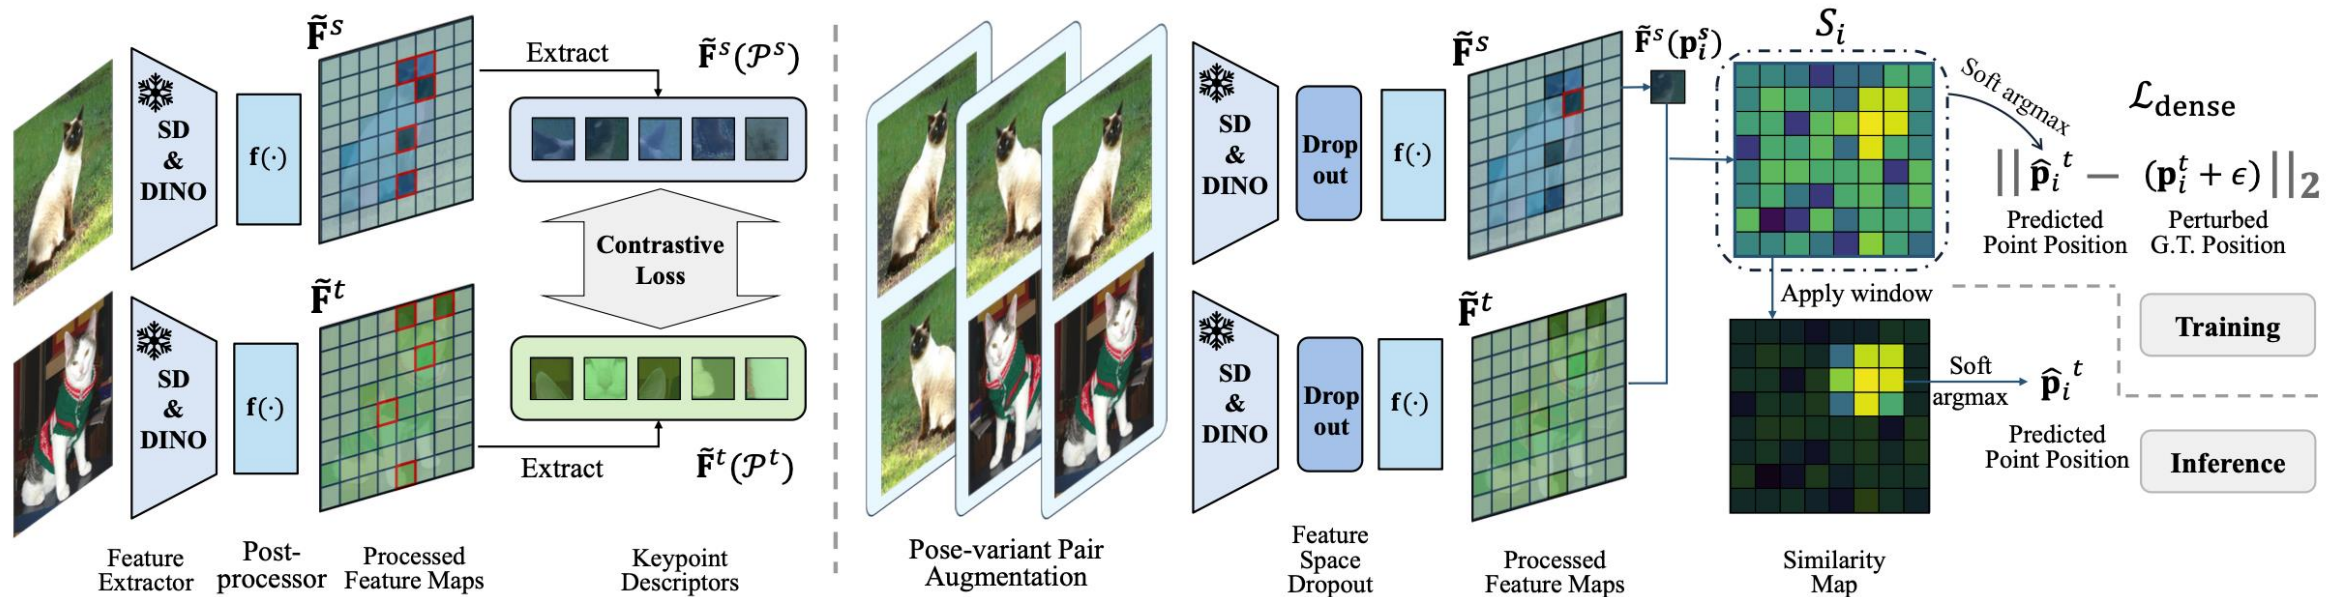 F̃ˢ
SD
&
DINO
f(·)
Extract
F̃ˢ(𝒫ˢ)
Contrastive
Loss
F̃ᵗ
SD
&
DINO
f(·)
Extract
F̃ᵗ(𝒫ᵗ)
Feature
Extractor
Post-
processor
Processed
Feature Maps
Keypoint
Descriptors
SD
&
DINO
Drop
out
f(·)
F̃ˢ
F̃ˢ(pᵢˢ)
Sᵢ
Soft argmax
ℒdense
||p̂ᵢᵗ − (pᵢᵗ + ϵ)||₂
Predicted
Point Position
Perturbed
G.T. Position
SD
&
DINO
Drop
out
f(·)
F̃ᵗ
Apply window
Soft
argmax
p̂ᵢᵗ
Predicted
Point Position
Training
Inference
Pose-variant Pair
Augmentation
Feature
Space
Dropout
Processed
Feature Maps
Similarity
Map